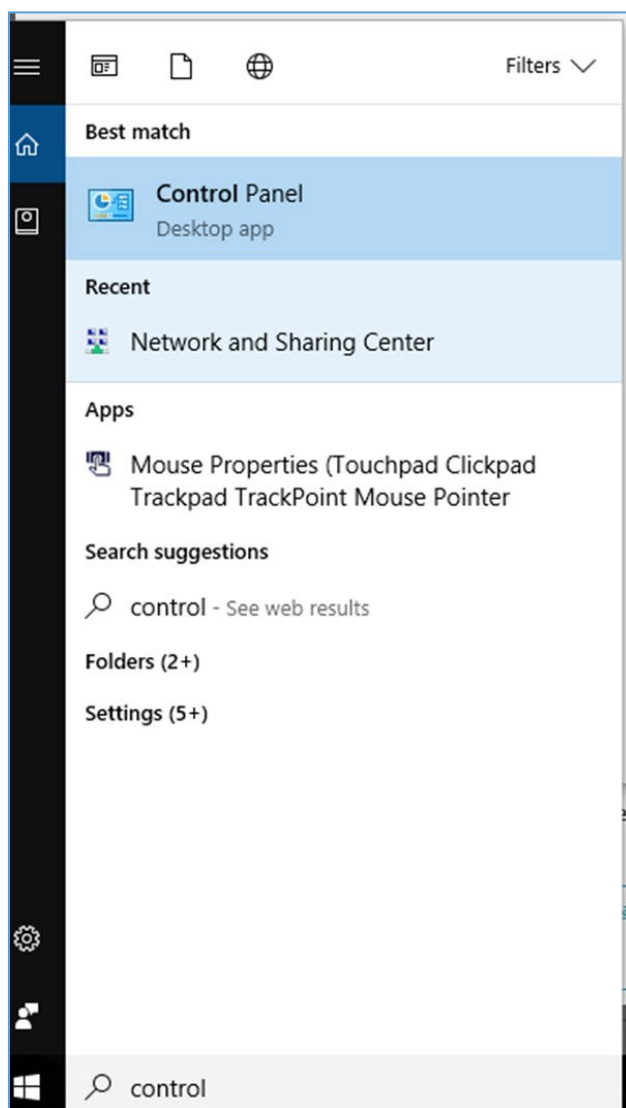 Filters
Best match
Control Panel
Desktop app
Recent
Network and Sharing Center
Apps
Mouse Properties (Touchpad Clickpad
Trackpad TrackPoint Mouse Pointer
Search suggestions
control - See web results
Folders (2+)
Settings (5+)
control